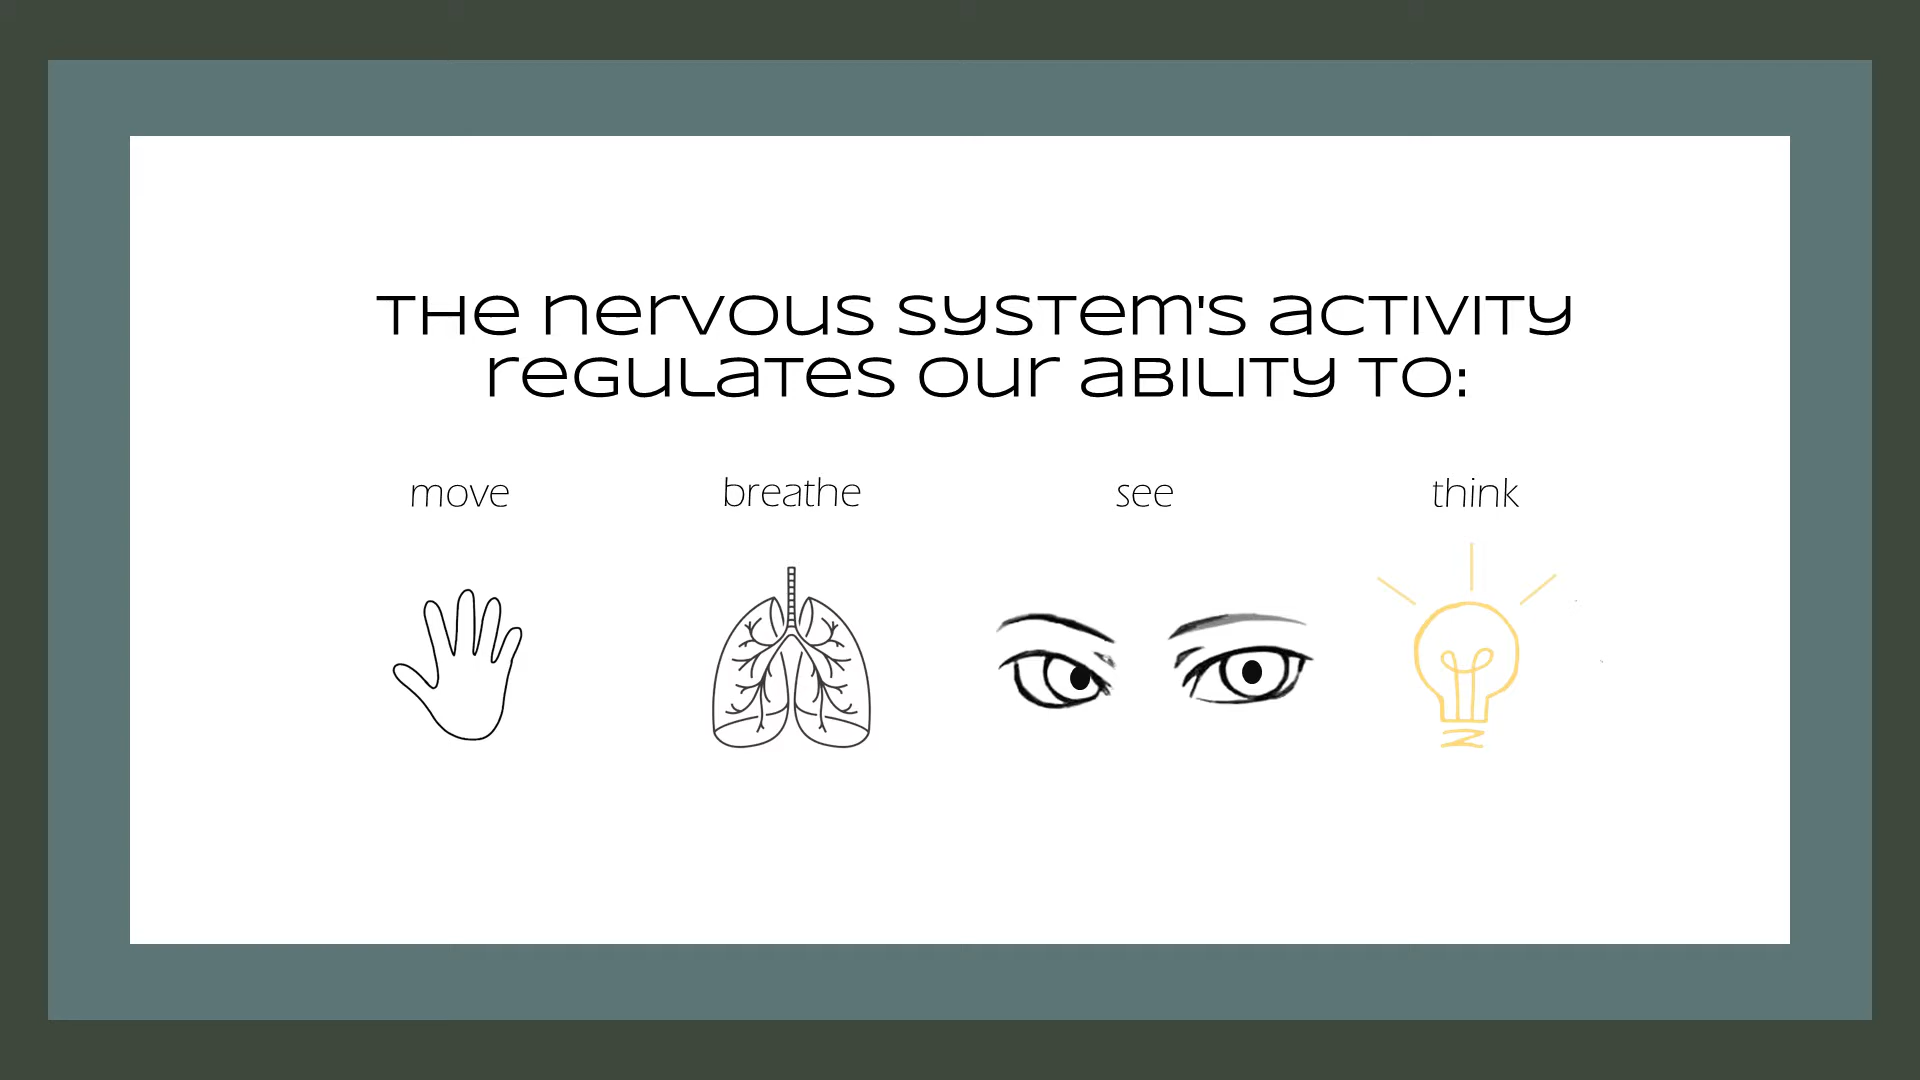 The nervous system's activity
regulates our ability to:
move breathe see think